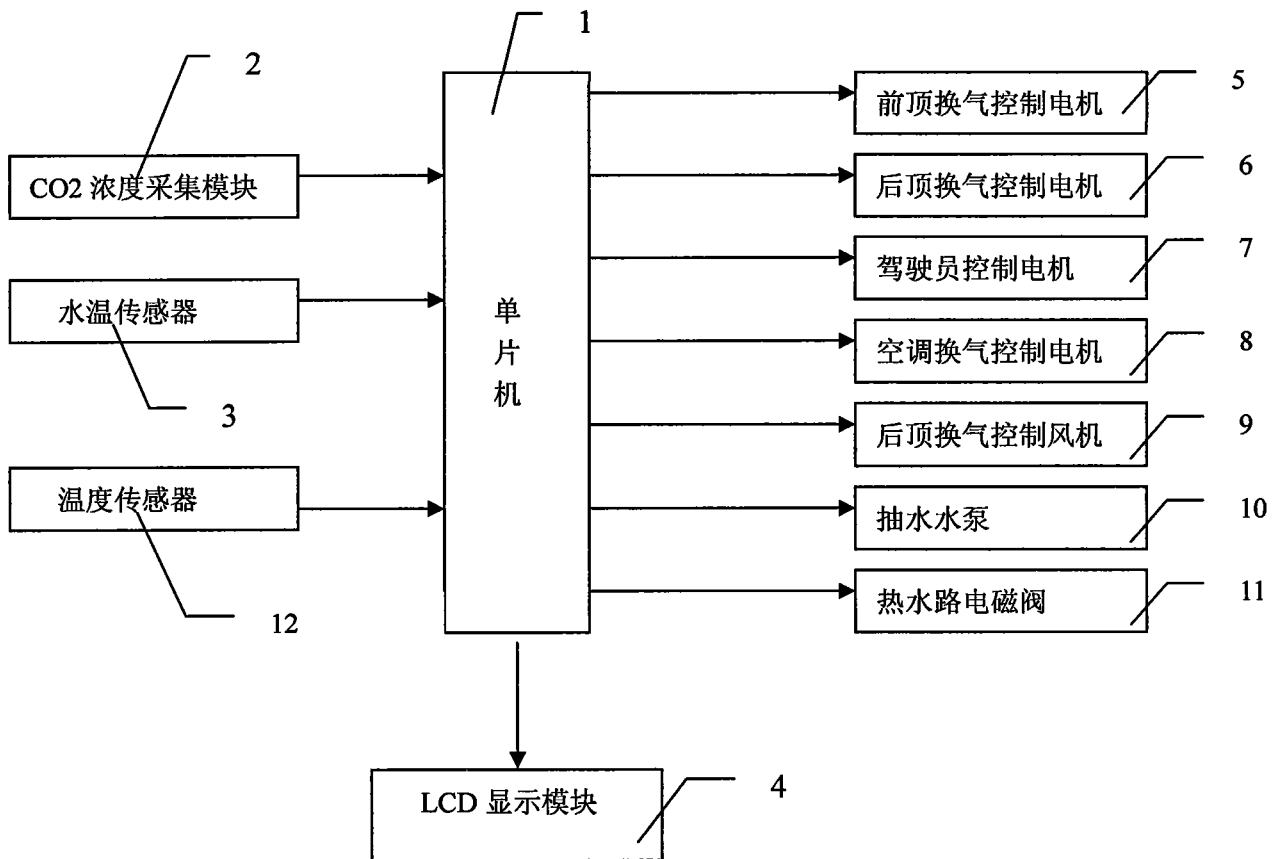 1
2
CO2 浓度采集模块
水温传感器
3
温度传感器
12
单
片
机
前顶换气控制电机
5
后顶换气控制电机
6
驾驶员控制电机
7
空调换气控制电机
8
后顶换气控制风机
9
抽水水泵
10
热水路电磁阀
11
LCD 显示模块
4